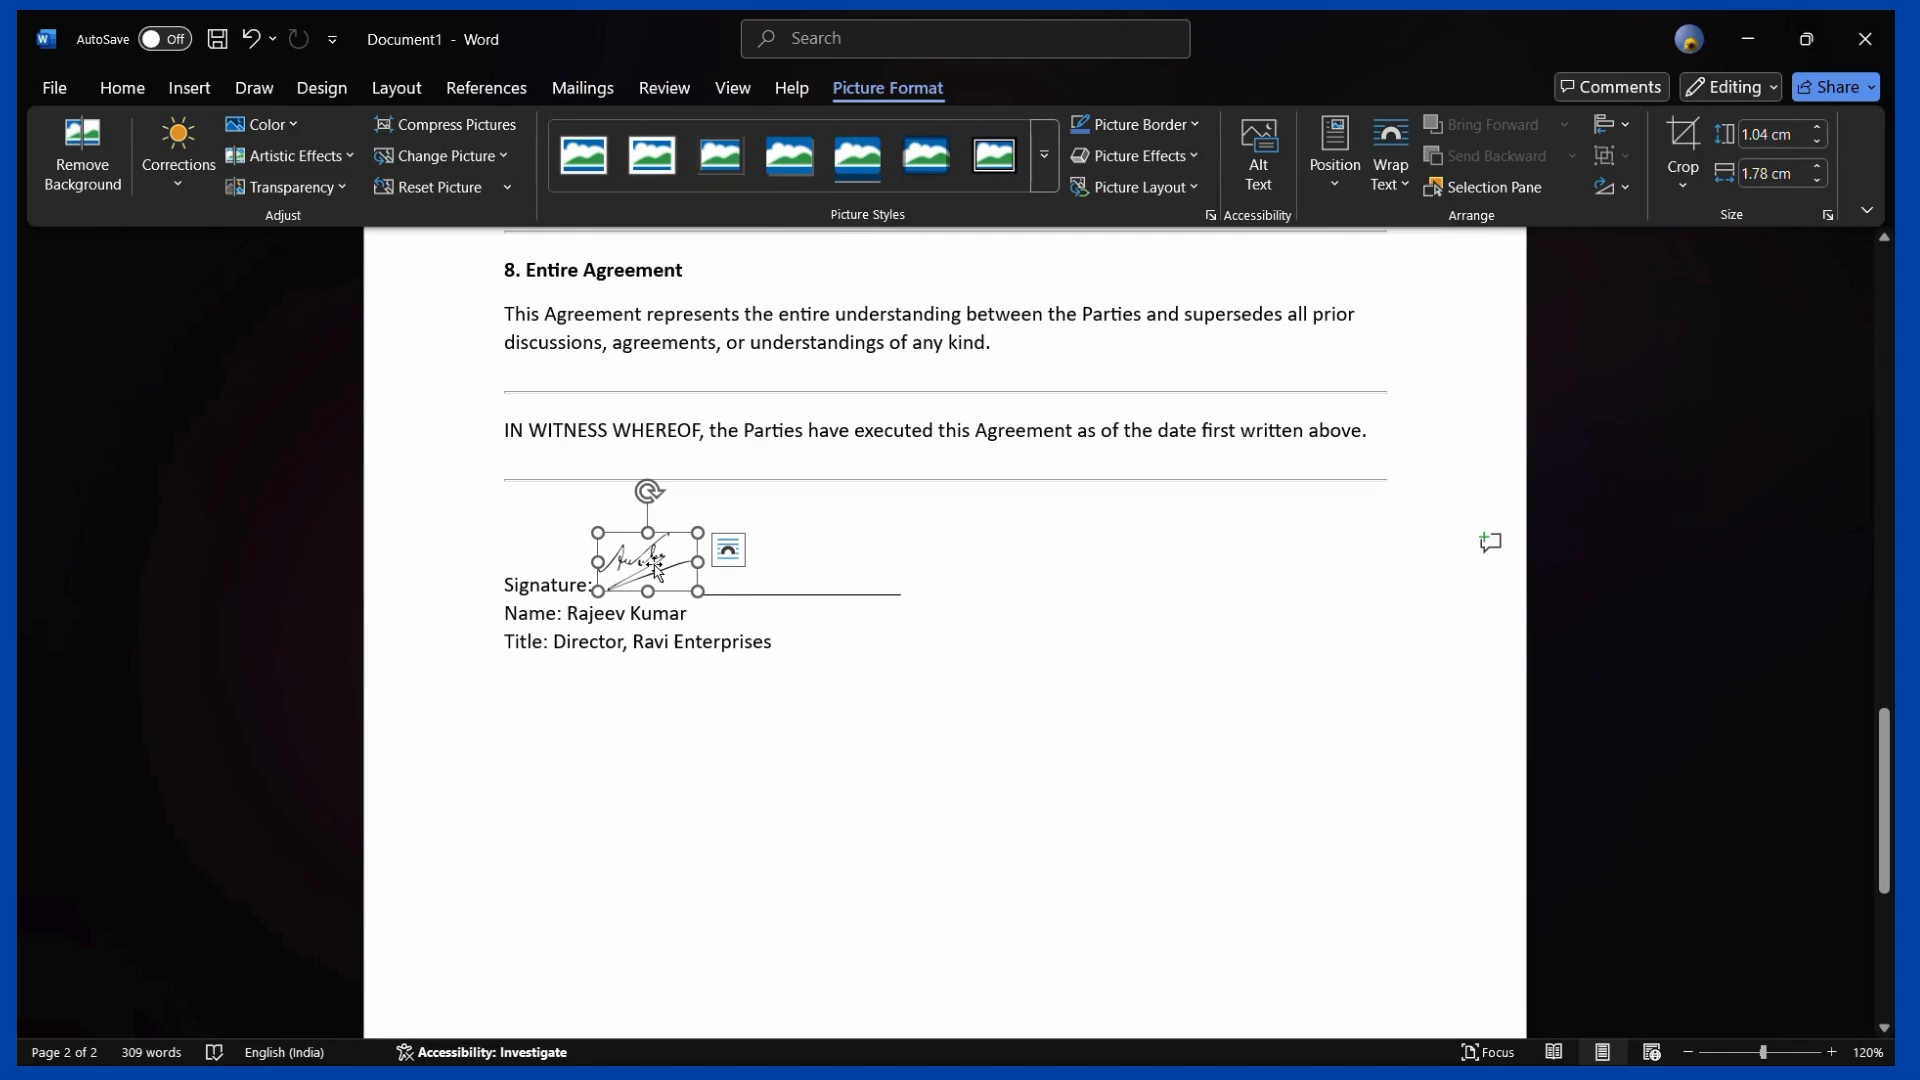 AutoSave Off Document1 - Word Search
File Home Insert Draw Design Layout References Mailings Review View Help Picture Format Comments Editing Share
Remove Background
Corrections
Color
Artistic Effects
Transparency
Compress Pictures
Change Picture
Reset Picture
Adjust
Picture Styles
Picture Border
Picture Effects
Picture Layout
Alt Text
Accessibility
Position
Wrap Text
Bring Forward
Send Backward
Selection Pane
Arrange
Crop
1.04 cm
1.78 cm
Size
8. Entire Agreement
This Agreement represents the entire understanding between the Parties and supersedes all prior
discussions, agreements, or understandings of any kind.
IN WITNESS WHEREOF, the Parties have executed this Agreement as of the date first written above.
Signature:
Name: Rajeev Kumar
Title: Director, Ravi Enterprises
Page 2 of 2 309 words English (India) Accessibility: Investigate Focus 120%